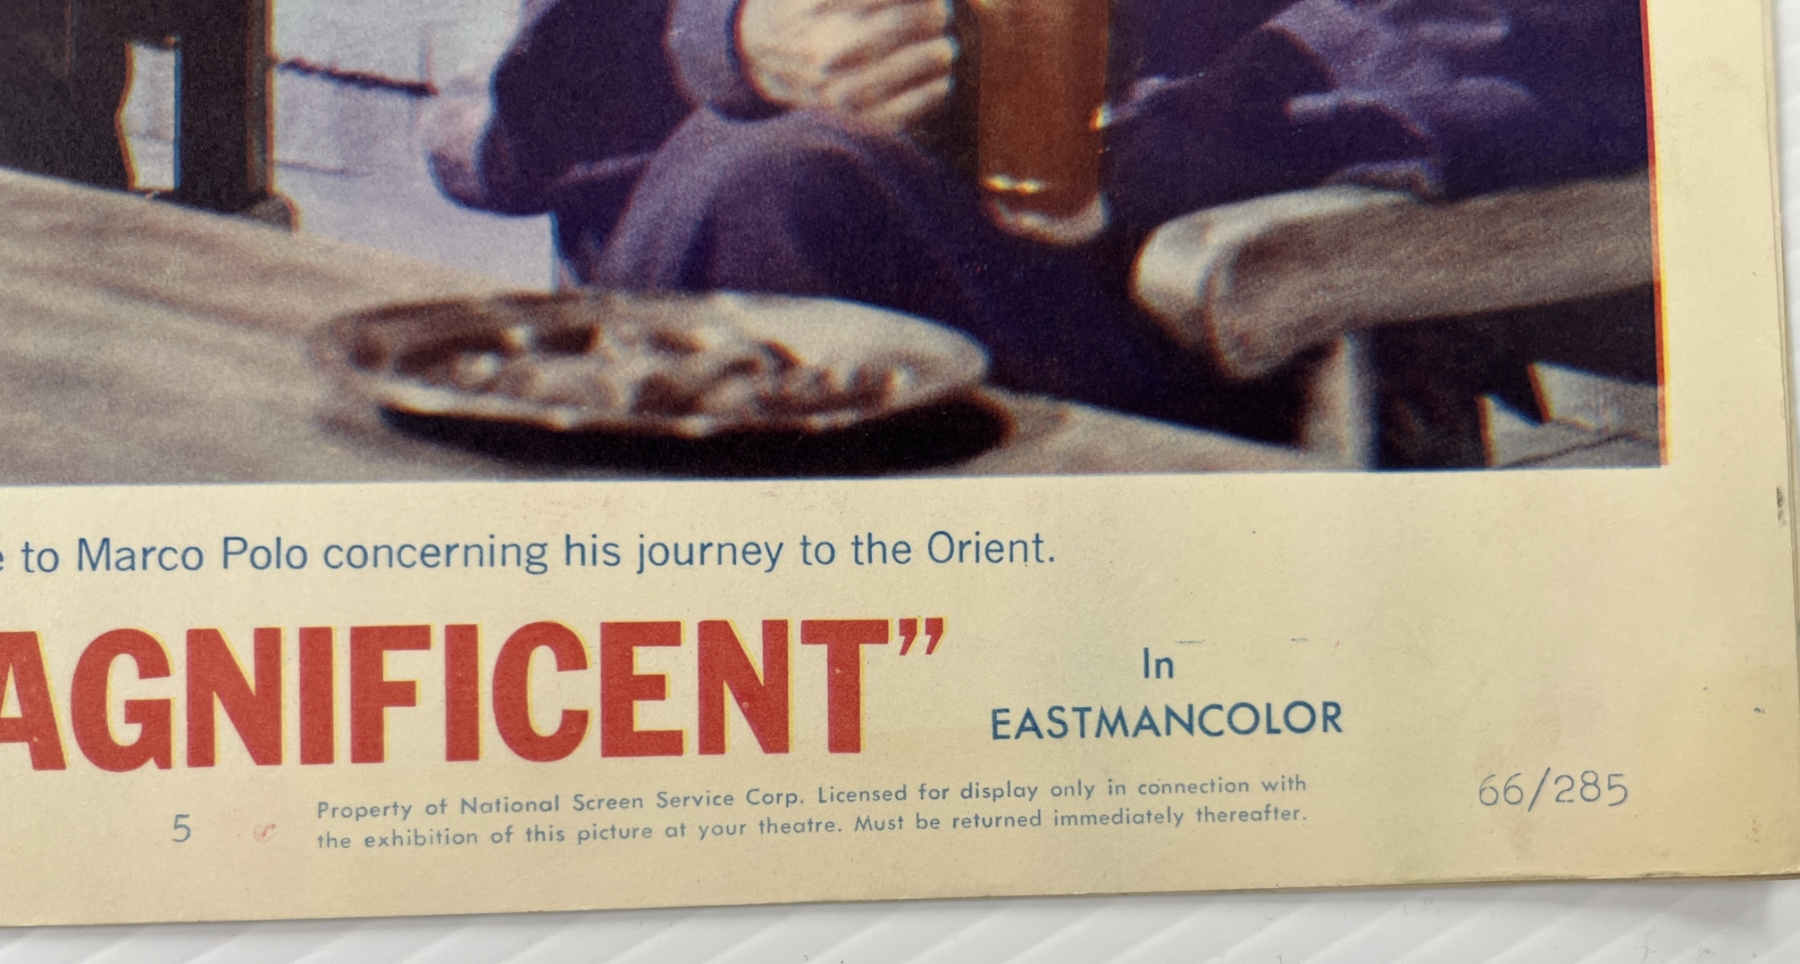 to Marco Polo concerning his journey to the Orient.
AGNIFICENT”
In
EASTMANCOLOR
5
Property of National Screen Service Corp. Licensed for display only in connection with
the exhibition of this picture at your theatre. Must be returned immediately thereafter.
66/285